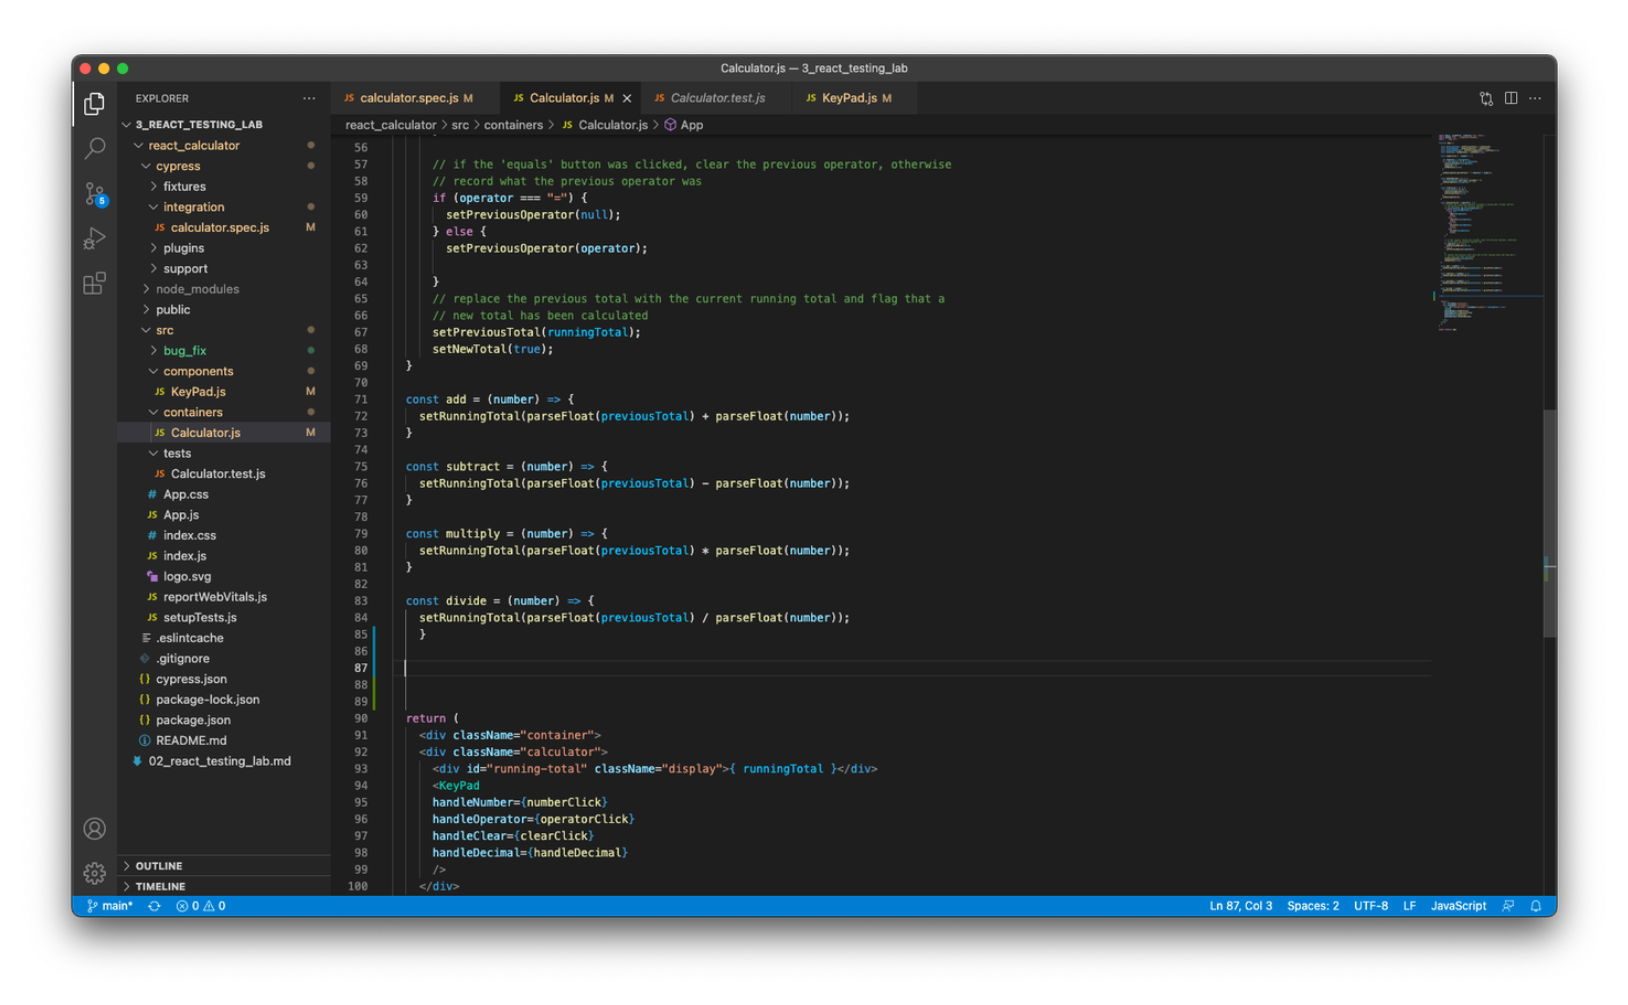 Calculator.js — 3_react_testing_lab
EXPLORER
3_REACT_TESTING_LAB
react_calculator
cypress
fixtures
integration
JS calculator.spec.js M
plugins
support
node_modules
public
src
bug_fix
components
JS KeyPad.js M
containers
JS Calculator.js M
tests
JS Calculator.test.js
# App.css
JS App.js
# index.css
JS index.js
logo.svg
JS reportWebVitals.js
JS setupTests.js
.eslintcache
.gitignore
{} cypress.json
{} package-lock.json
{} package.json
README.md
02_react_testing_lab.md
OUTLINE
TIMELINE
5
JS calculator.spec.js M
JS Calculator.js M
JS Calculator.test.js
JS KeyPad.js M
react_calculator > src > containers > JS Calculator.js > App
56
57 // if the 'equals' button was clicked, clear the previous operator, otherwise
58 // record what the previous operator was
59 if (operator === "=") {
60 setPreviousOperator(null);
61 } else {
62 setPreviousOperator(operator);
63
64 }
65 // replace the previous total with the current running total and flag that a
66 // new total has been calculated
67 setPreviousTotal(runningTotal);
68 setNewTotal(true);
69 }
70
71 const add = (number) => {
72 setRunningTotal(parseFloat(previousTotal) + parseFloat(number));
73 }
74
75 const subtract = (number) => {
76 setRunningTotal(parseFloat(previousTotal) - parseFloat(number));
77 }
78
79 const multiply = (number) => {
80 setRunningTotal(parseFloat(previousTotal) * parseFloat(number));
81 }
82
83 const divide = (number) => {
84 setRunningTotal(parseFloat(previousTotal) / parseFloat(number));
85 }
86
87
88
89
90 return (
91 <div className="container">
92 <div className="calculator">
93 <div id="running-total" className="display">{ runningTotal }</div>
94 <KeyPad
95 handleNumber={numberClick}
96 handleOperator={operatorClick}
97 handleClear={clearClick}
98 handleDecimal={handleDecimal}
99 />
100 </div>
main* 0 0 Ln 87, Col 3 Spaces: 2 UTF-8 LF JavaScript